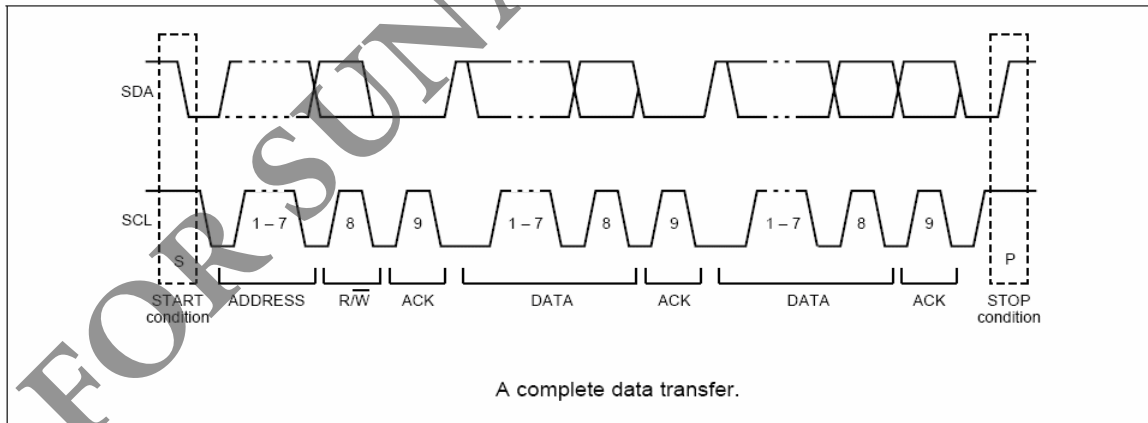 SDA
SCL
1 – 7 8 9 1 – 7 8 9 1 – 7 8 9
S P
START condition ADDRESS R/W̅ ACK DATA ACK DATA ACK STOP condition
A complete data transfer.
FOR SUN